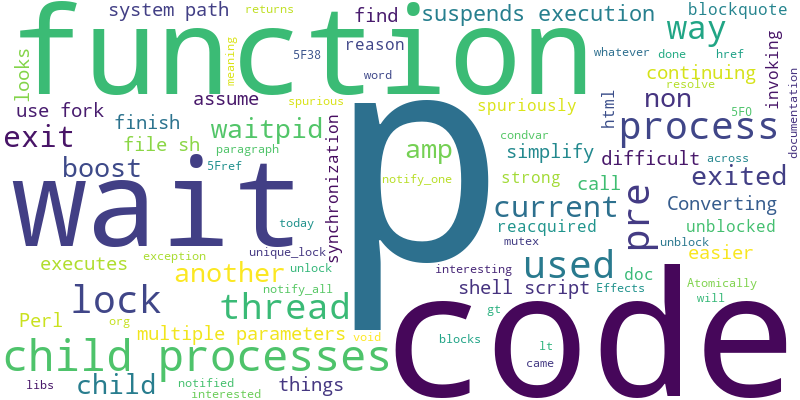 system path
returns
find
suspends execution
blockquote
function
way
looks
meaning
5F38
reason
whatever
done
href
word
continuing
resolve
invoking
documentation
use fork
assume
spurious
spuriously
html
non
5F0
exit
finish
waitpid
synchronization
p
condvar
process
file sh
paragraph
amp
simplify
difficult
across
boost
5Fref
notify_one
strong
call
exited
wait
current
pre
Converting
today
reacquired
unblocked
mutex
unblock
executes
exception
unique_lock
easier
another
unlock
interesting
used
doc
Atomically
lock
notify_all
shell script
Effects
will
thread
gt
code
Perl
org
multiple parameters
void
blocks
lt
child processes
came
libs
child
notified
interested
things